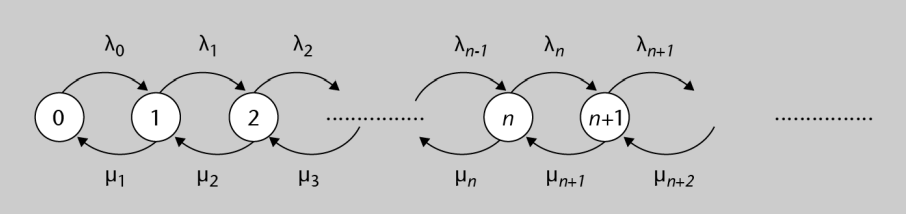 λ0 λ1 λ2 λn-1 λn λn+1
0 1 2 ................. n n+1 .................
μ1 μ2 μ3 μn μn+1 μn+2